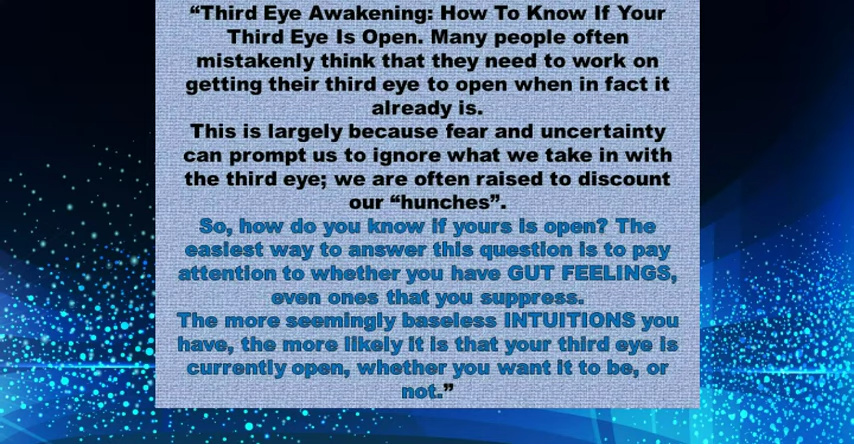 “Third Eye Awakening: How To Know If Your
Third Eye Is Open. Many people often
mistakenly think that they need to work on
getting their third eye to open when in fact it
already is.
This is largely because fear and uncertainty
can prompt us to ignore what we take in with
the third eye; we are often raised to discount
our “hunches”.
So, how do you know if yours is open? The
easiest way to answer this question is to pay
attention to whether you have GUT FEELINGS,
even ones that you suppress.
The more seemingly baseless INTUITIONS you
have, the more likely it is that your third eye is
currently open, whether you want it to be, or
not.”